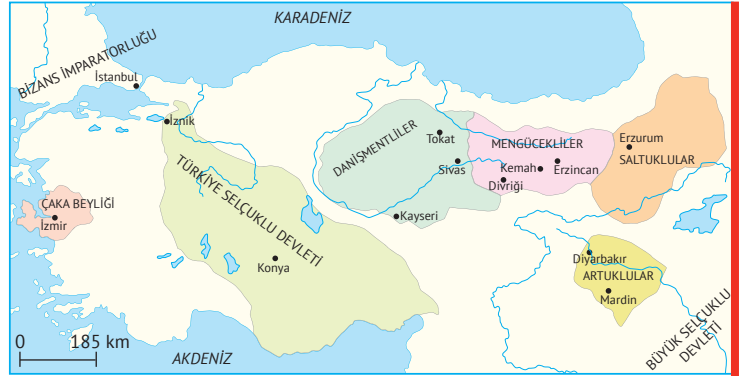 KARADENİZ
BİZANS İMPARATORLUĞU
İstanbul
İznik
DANİŞMENTLİLER
Tokat
Sivas
Kayseri
MENGÜCEKLİLER
Kemah
Erzincan
Divriği
Erzurum
SALTUKLULAR
TÜRKİYE SELÇUKLU DEVLETİ
Konya
ÇAKA BEYLİĞİ
İzmir
Diyarbakır
ARTUKLULAR
Mardin
BÜYÜK SELÇUKLU
DEVLETİ
0 185 km
AKDENİZ